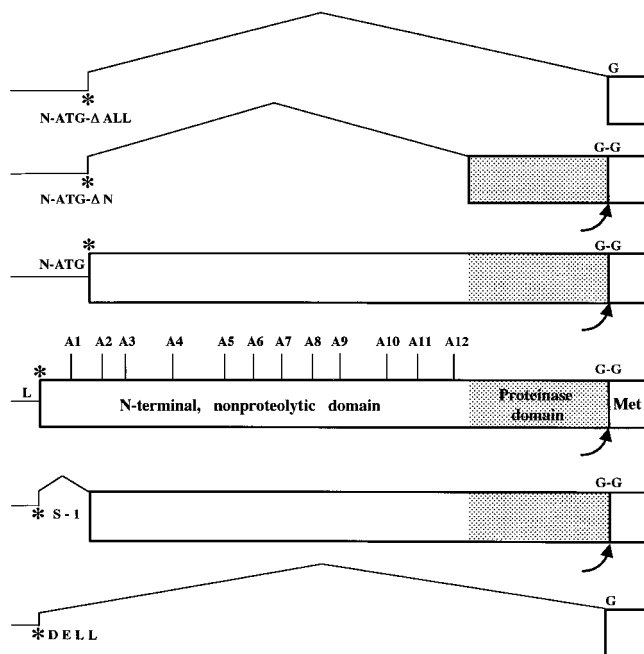 G
*
N-ATG-Δ ALL
G-G
*
N-ATG-Δ N
*
G-G
N-ATG
A1 A2 A3 A4 A5 A6 A7 A8 A9 A10 A11 A12
*
G-G
L
N-terminal, nonproteolytic domain
Proteinase
domain
Met
G-G
* S - 1
G
* D E L L